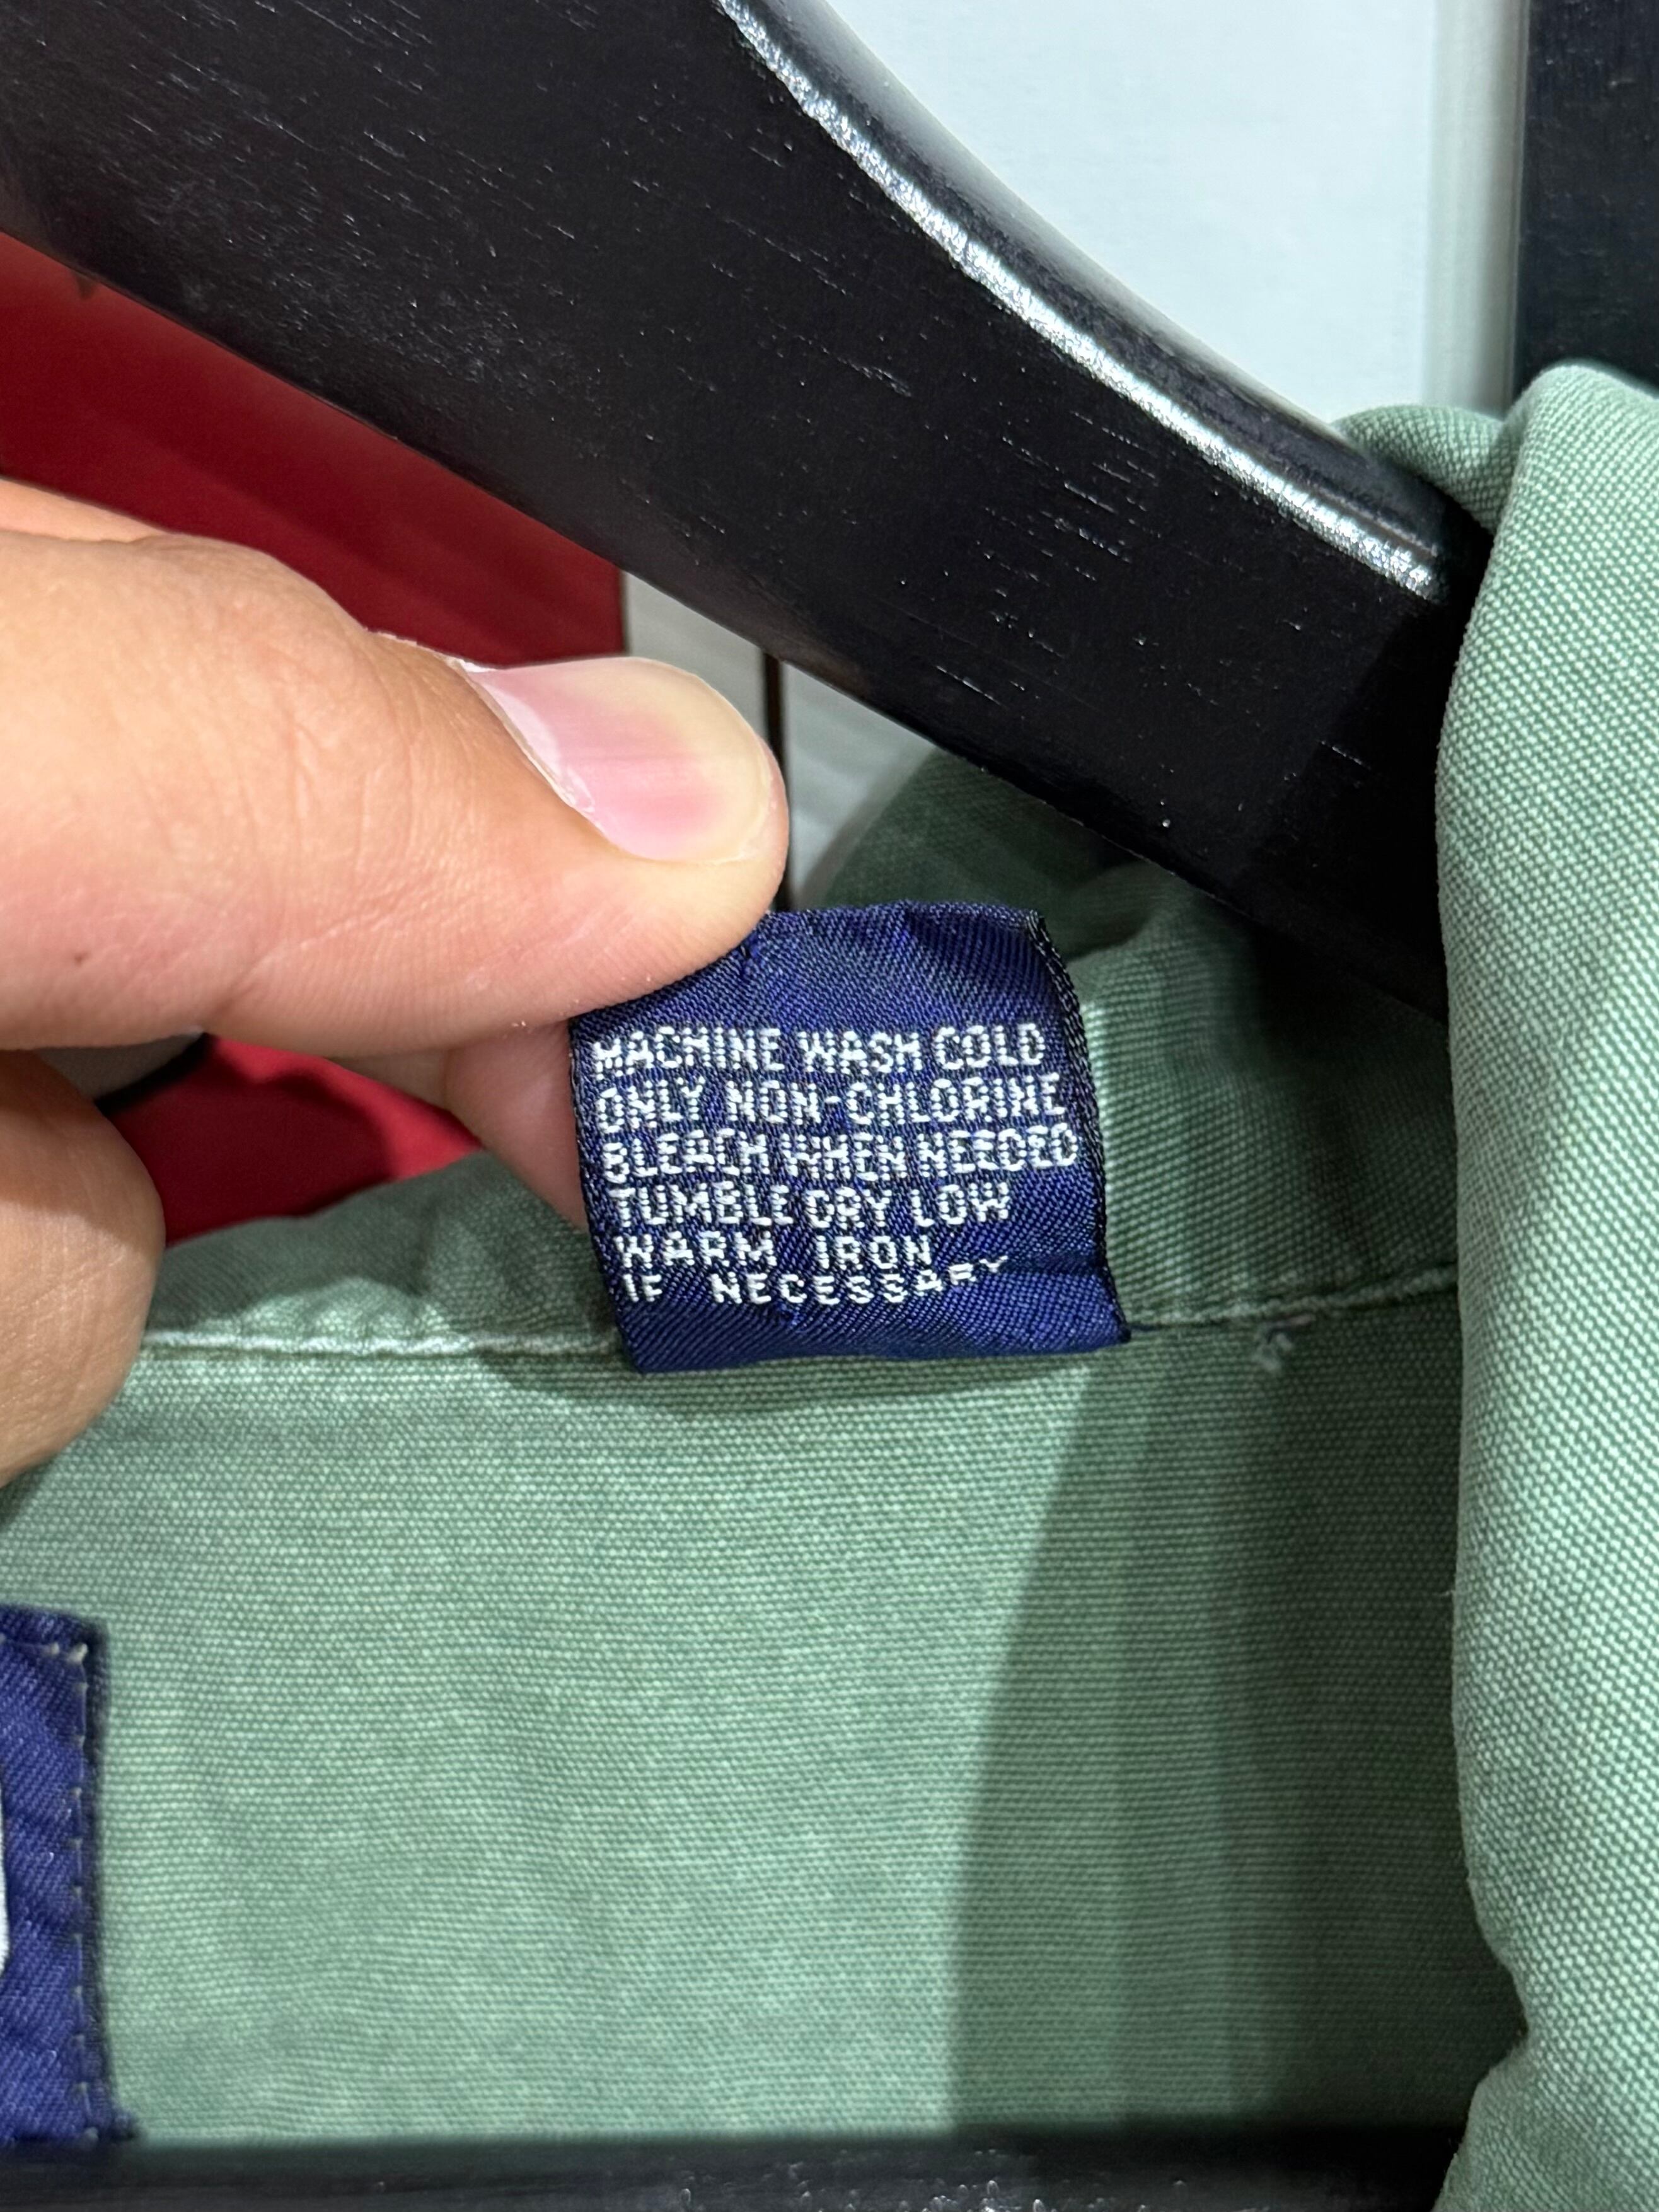 MACHINE WASH COLD
ONLY NON-CHLORINE
BLEACH WHEN NEEDED
TUMBLE DRY LOW
WARM IRON
IF NECESSARY